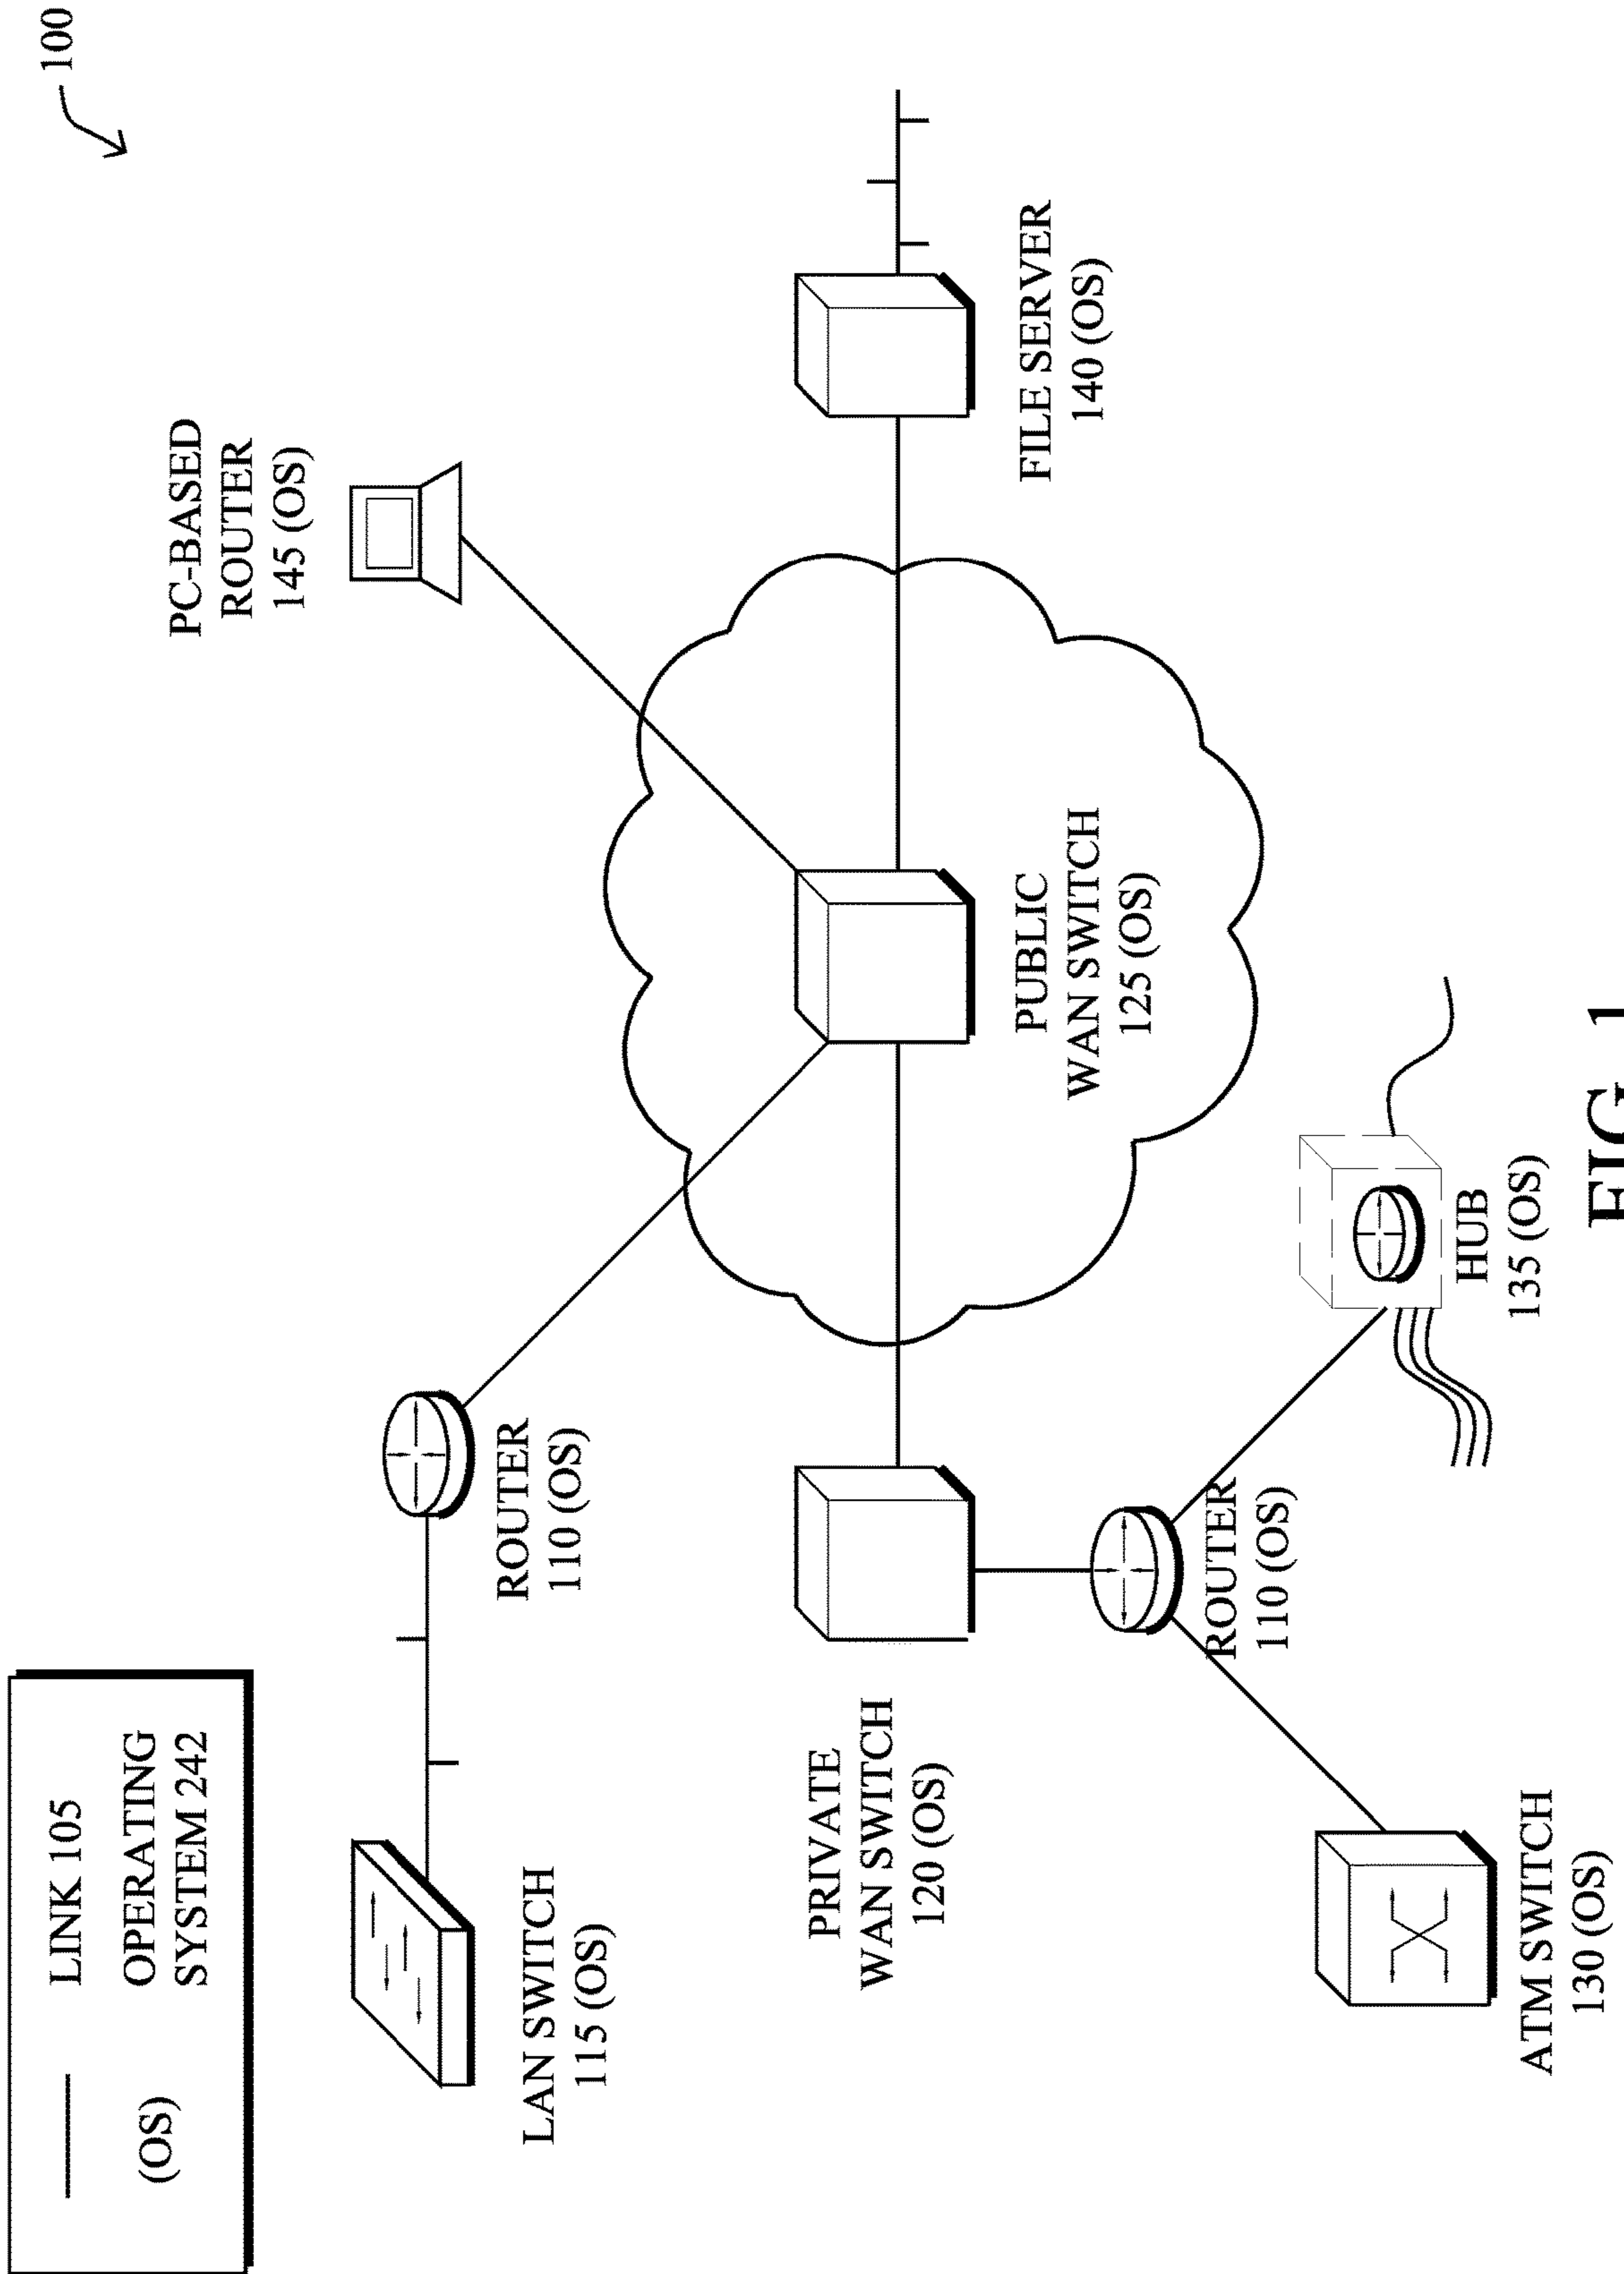 100
LINK 105
(OS)
OPERATING
SYSTEM 242
PC-BASED
ROUTER
145 (OS)
LAN SWITCH
115 (OS)
ROUTER
110 (OS)
PRIVATE
WAN SWITCH
120 (OS)
PUBLIC
WAN SWITCH
125 (OS)
FILE SERVER
140 (OS)
ROUTER
110 (OS)
HUB
135 (OS)
ATM SWITCH
130 (OS)
FIG. 1